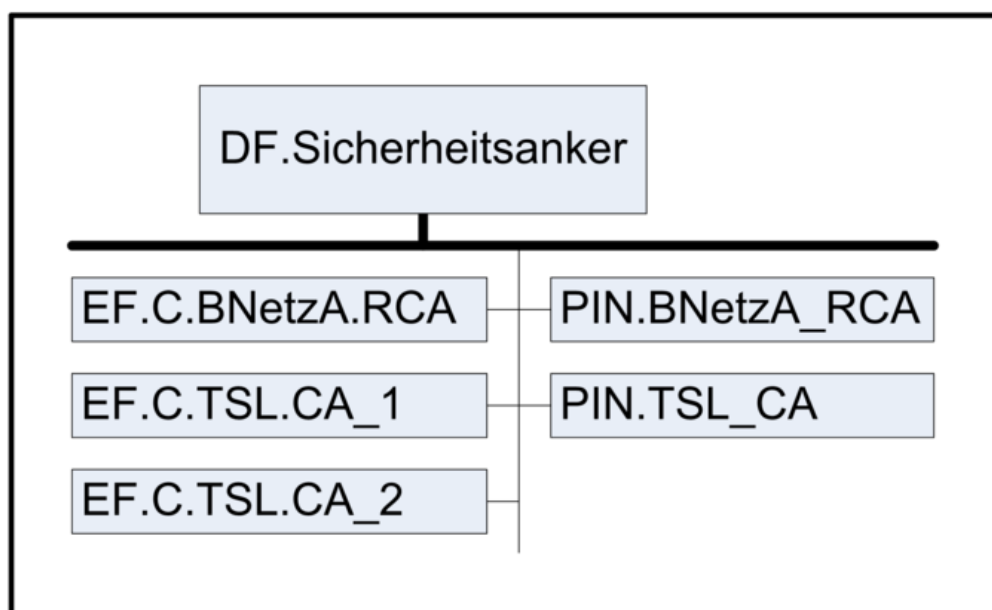 DF.Sicherheitsanker
EF.C.BNetzA.RCA
PIN.BNetzA_RCA
EF.C.TSL.CA_1
PIN.TSL_CA
EF.C.TSL.CA_2